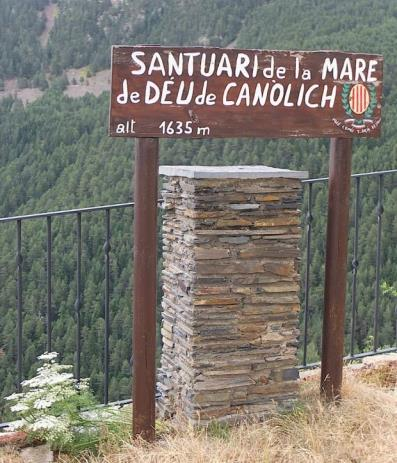 SANTUARI de la MARE
de DÉU de CANÒLICH
alt 1635 m